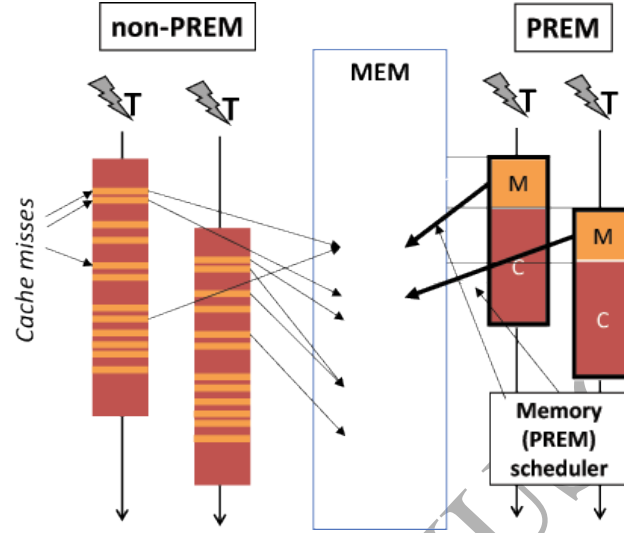 non-PREM
PREM
MEM
T
T
T
T
Cache misses
M
M
C
C
Memory
(PREM)
scheduler